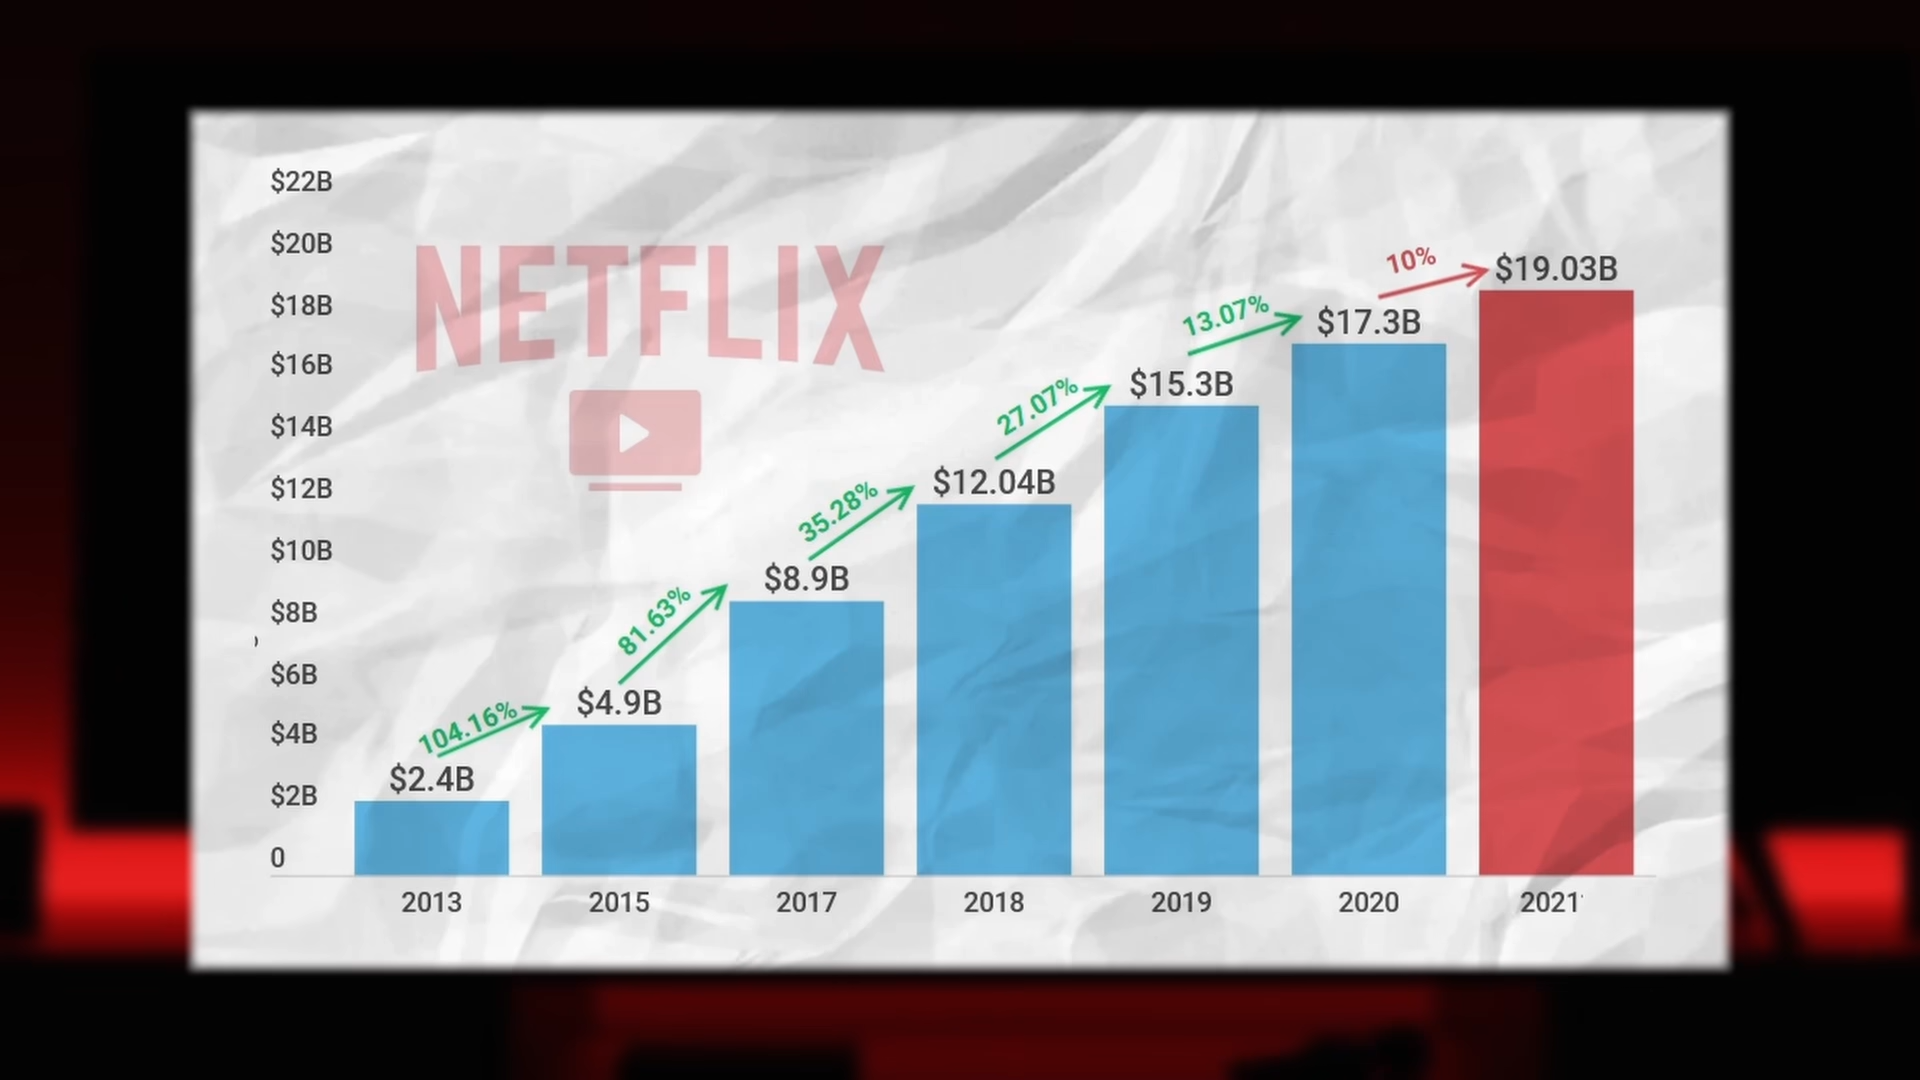 $22B
$20B
$18B
$16B
$14B
$12B
$10B
$8B
$6B
$4B
$2B
0
NETFLIX
104.16%
81.63%
35.28%
27.07%
13.07%
10%
$2.4B
$4.9B
$8.9B
$12.04B
$15.3B
$17.3B
$19.03B
2013 2015 2017 2018 2019 2020 2021